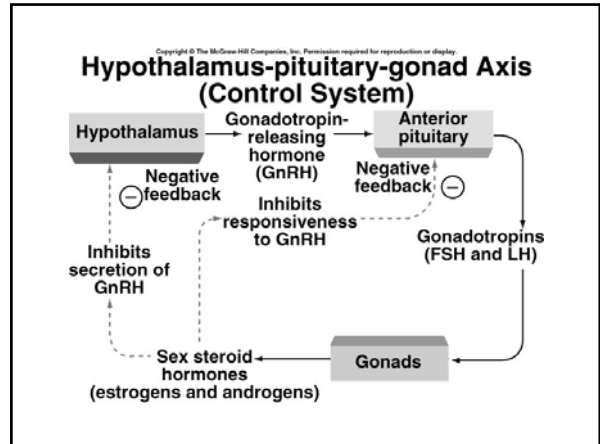 Copyright © The McGraw-Hill Companies, Inc. Permission required for reproduction or display.
Hypothalamus-pituitary-gonad Axis
(Control System)
Hypothalamus
Gonadotropin-
releasing
hormone
(GnRH)
Anterior
pituitary
Negative
feedback
−
Negative
feedback
−
Inhibits
responsiveness
to GnRH
Gonadotropins
(FSH and LH)
Inhibits
secretion of
GnRH
Sex steroid
hormones
(estrogens and androgens)
Gonads